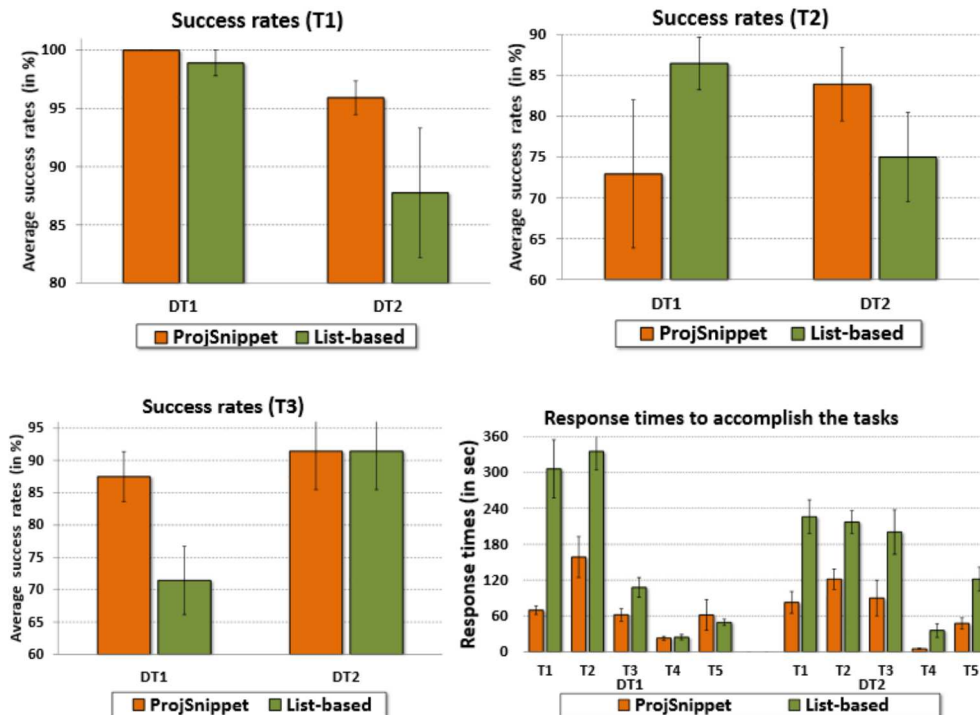 Success rates (T1)
Average success rates (in %)
100
95
90
85
80
DT1 DT2
ProjSnippet List-based
Success rates (T2)
Average success rates (in %)
90
85
80
75
70
65
60
DT1 DT2
ProjSnippet List-based
Success rates (T3)
Average success rates (in %)
95
90
85
80
75
70
65
60
DT1 DT2
ProjSnippet List-based
Response times to accomplish the tasks
Response times (in sec)
360
300
240
180
120
60
0
T1 T2 T3 T4 T5 T1 T2 T3 T4 T5
DT1 DT2
ProjSnippet List-based